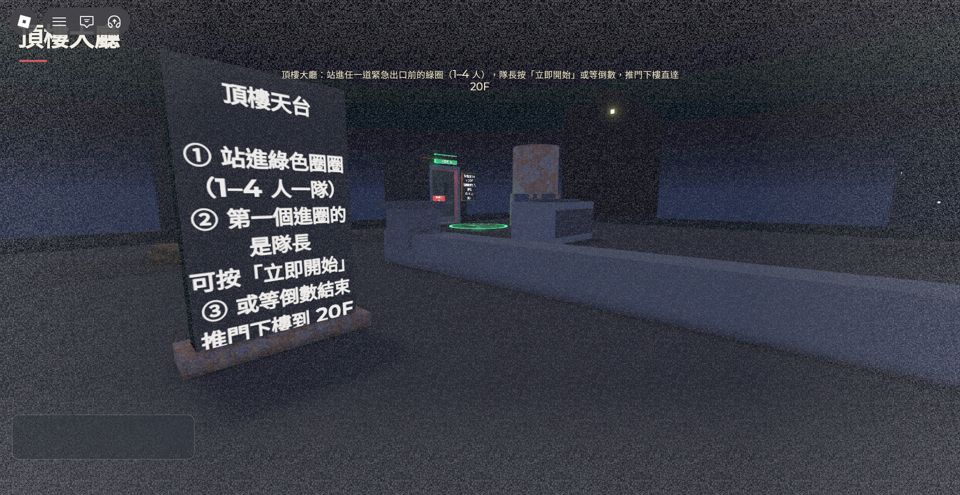 頂樓大廳
頂樓大廳：站進任一道緊急出口前的綠圈（1–4 人），隊長按「立即開始」或等倒數，推門下樓直達
20F
頂樓天台
① 站進綠色圈圈
（1–4 人一隊）
② 第一個進圈的
是隊長
可按「立即開始」
③ 或等倒數結束
推門下樓到 20F